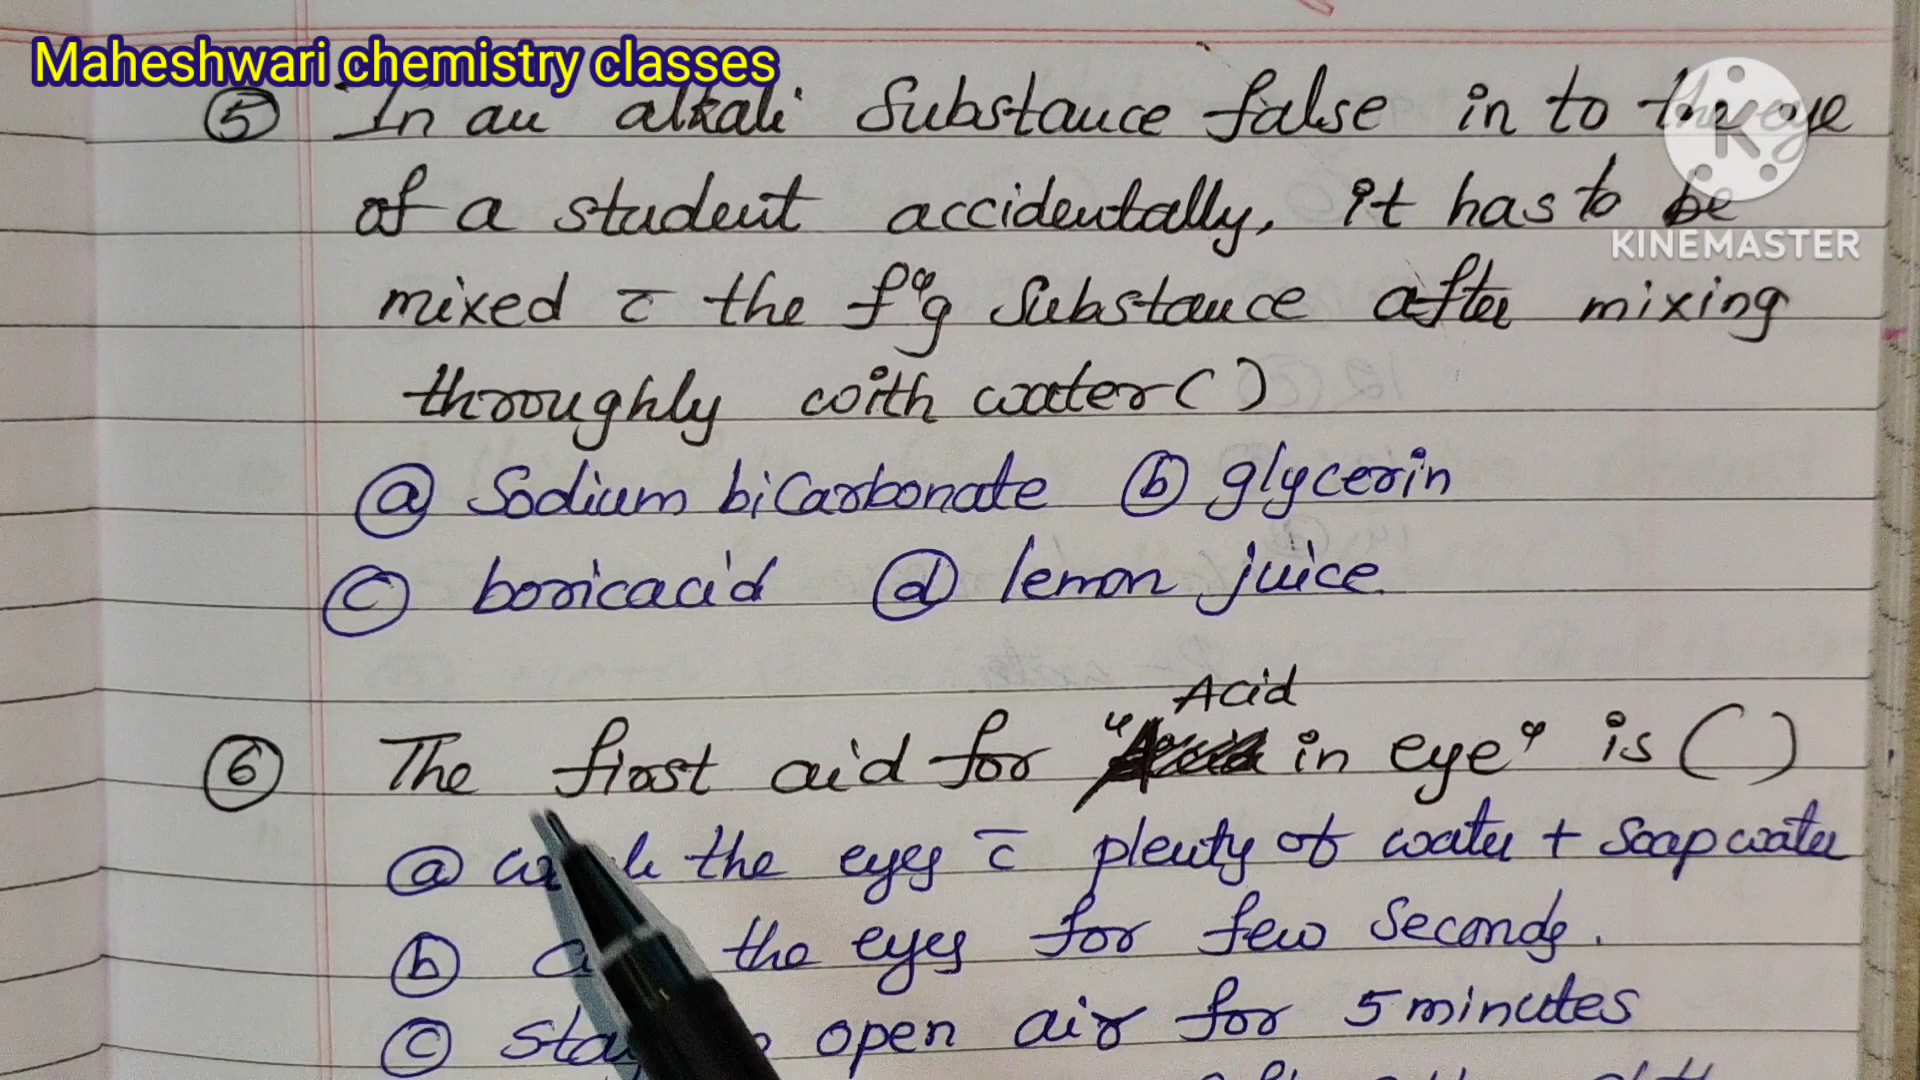 Maheshwari chemistry classes
⑤ In an alkali Substance false in to the eye
of a student accidentally, it has to be
KINEMASTER
mixed c̄ the f°g Substance after mixing
throroughly with water ( )
ⓐ Sodium bicarbonate ⓑ glycerin
ⓒ boricacid ⓓ lemon juice.
Acid
⑥ The first aid for " in eye" is ( )
ⓐ the eyes c̄ plenty of water + Soap water
ⓑ the eyes for few Seconds.
ⓒ open air for 5 minutes